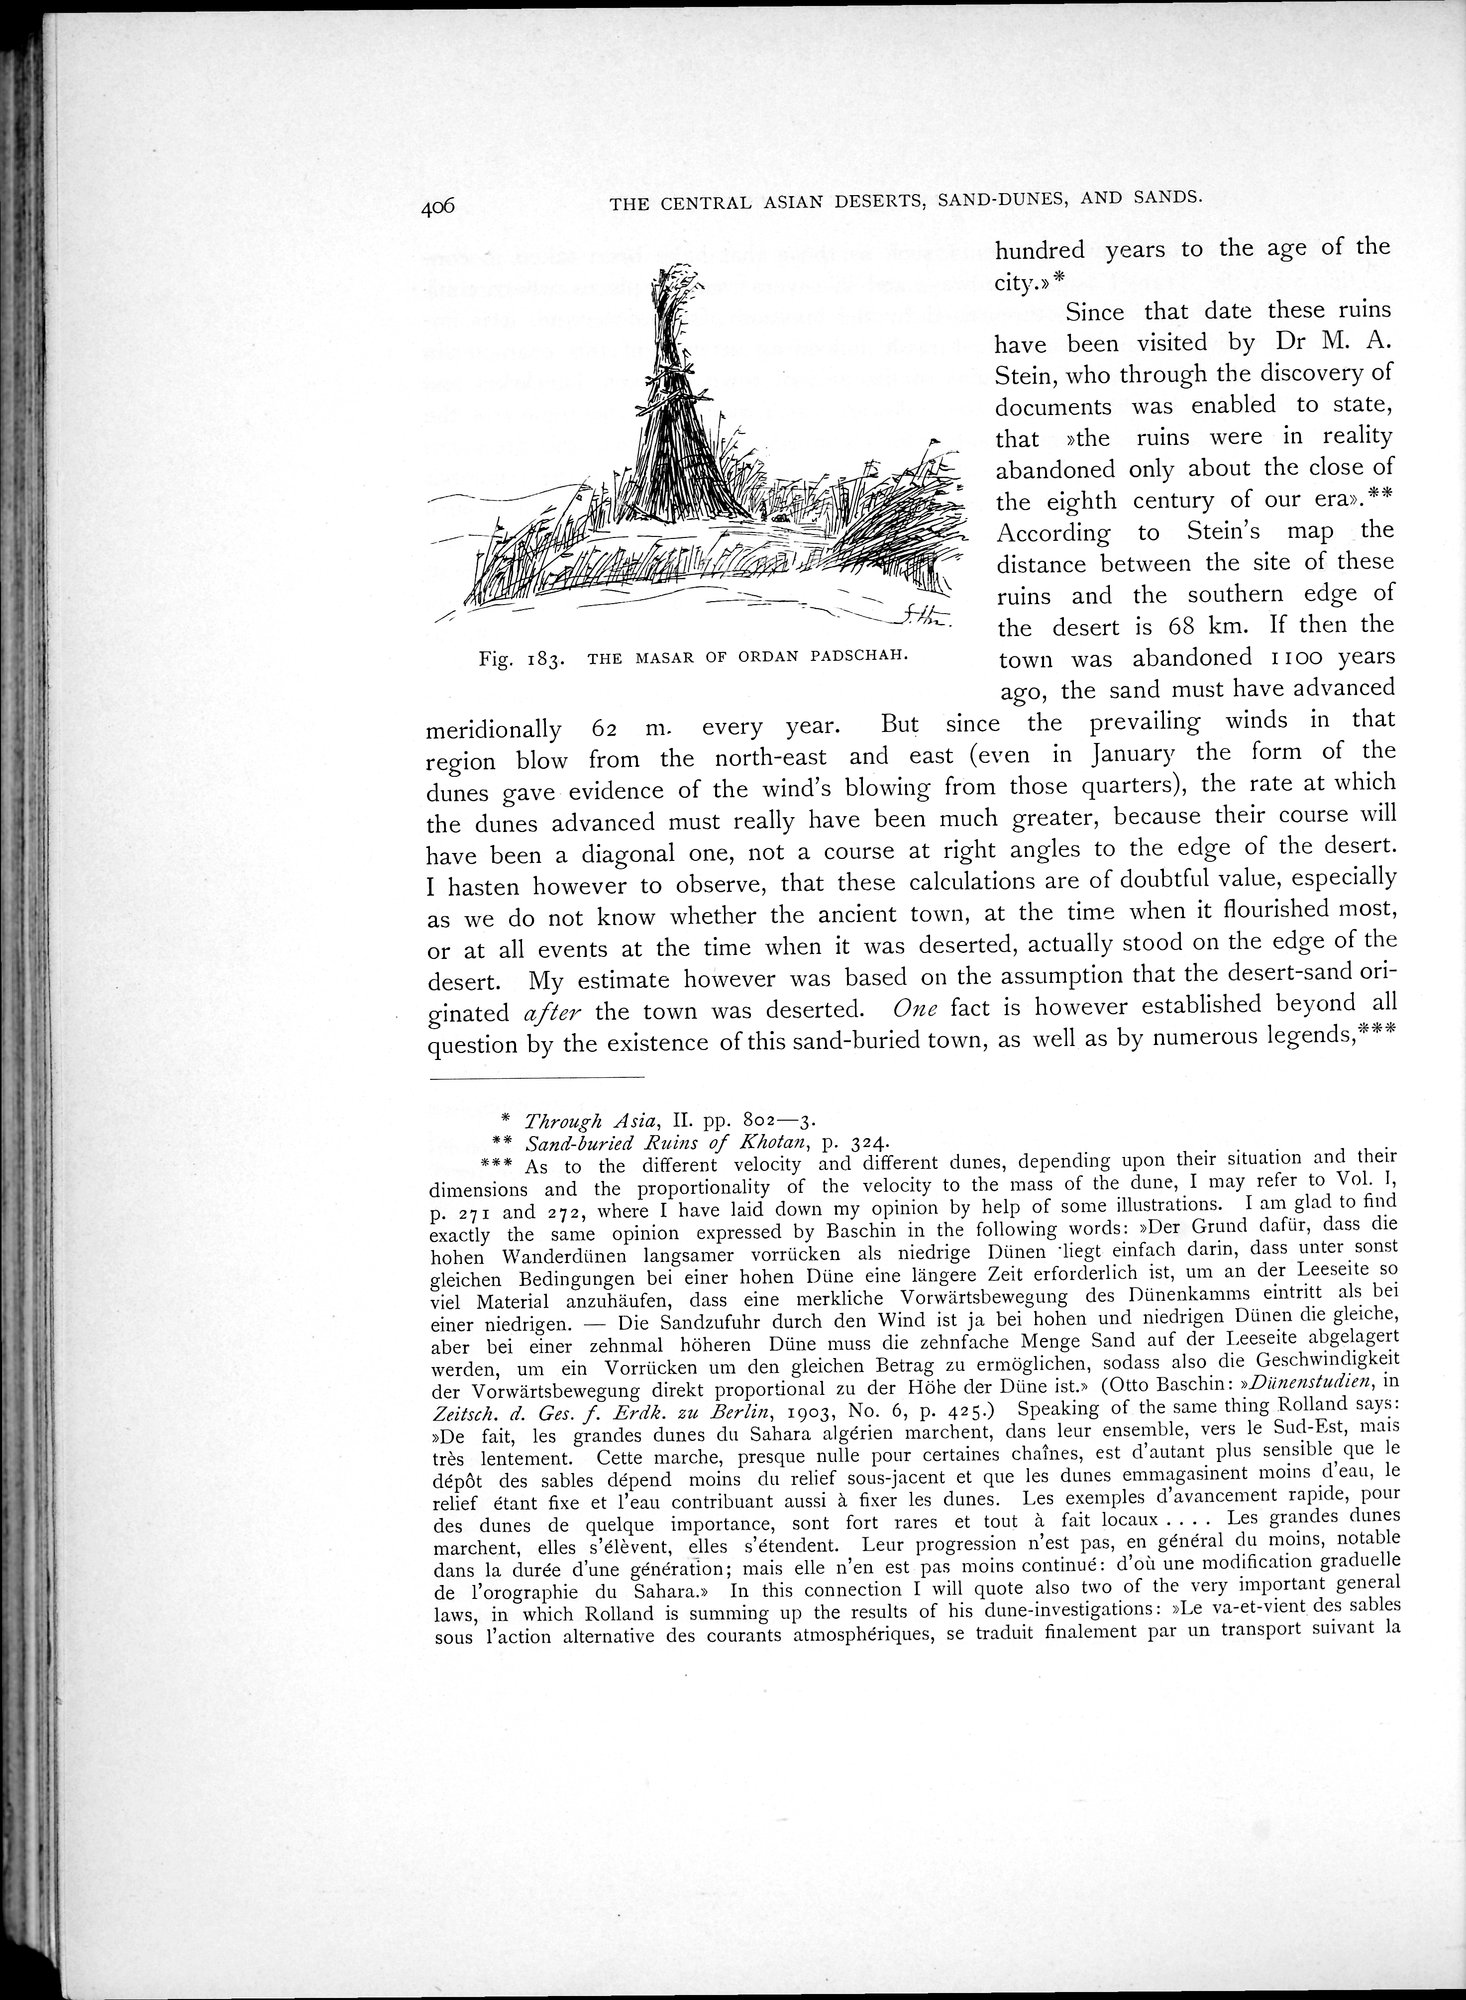 406
THE CENTRAL ASIAN DESERTS, SAND-DUNES, AND SANDS.
Fig. 183. THE MASAR OF ORDAN PADSCHAH.
hundred years to the age of the
city.»*
Since that date these ruins
have been visited by Dr M. A.
Stein, who through the discovery of
documents was enabled to state,
that »the ruins were in reality
abandoned only about the close of
the eighth century of our era».**
According to Stein's map the
distance between the site of these
ruins and the southern edge of
the desert is 68 km. If then the
town was abandoned 1100 years
ago, the sand must have advanced
meridionally 62 m. every year. But since the prevailing winds in that
region blow from the north-east and east (even in January the form of the
dunes gave evidence of the wind's blowing from those quarters), the rate at which
the dunes advanced must really have been much greater, because their course will
have been a diagonal one, not a course at right angles to the edge of the desert.
I hasten however to observe, that these calculations are of doubtful value, especially
as we do not know whether the ancient town, at the time when it flourished most,
or at all events at the time when it was deserted, actually stood on the edge of the
desert. My estimate however was based on the assumption that the desert-sand ori-
ginated after the town was deserted. One fact is however established beyond all
question by the existence of this sand-buried town, as well as by numerous legends,***
* Through Asia, II. pp. 802—3.
** Sand-buried Ruins of Khotan, p. 324.
*** As to the different velocity and different dunes, depending upon their situation and their
dimensions and the proportionality of the velocity to the mass of the dune, I may refer to Vol. I,
p. 271 and 272, where I have laid down my opinion by help of some illustrations. I am glad to find
exactly the same opinion expressed by Baschin in the following words: »Der Grund dafür, dass die
hohen Wanderdünen langsamer vorrücken als niedrige Dünen liegt einfach darin, dass unter sonst
gleichen Bedingungen bei einer hohen Düne eine längere Zeit erforderlich ist, um an der Leeseite so
viel Material anzuhäufen, dass eine merkliche Vorwärtsbewegung des Dünenkamms eintritt als bei
einer niedrigen. — Die Sandzufuhr durch den Wind ist ja bei hohen und niedrigen Dünen die gleiche,
aber bei einer zehnmal höheren Düne muss die zehnfache Menge Sand auf der Leeseite abgelagert
werden, um ein Vorrücken um den gleichen Betrag zu ermöglichen, sodass also die Geschwindigkeit
der Vorwärtsbewegung direkt proportional zu der Höhe der Düne ist.» (Otto Baschin: »Dünenstudien, in
Zeitsch. d. Ges. f. Erdk. zu Berlin, 1903, No. 6, p. 425.) Speaking of the same thing Rolland says:
»De fait, les grandes dunes du Sahara algérien marchent, dans leur ensemble, vers le Sud-Est, mais
très lentement. Cette marche, presque nulle pour certaines chaînes, est d'autant plus sensible que le
dépôt des sables dépend moins du relief sous-jacent et que les dunes emmagasinent moins d'eau, le
relief étant fixe et l'eau contribuant aussi à fixer les dunes. Les exemples d'avancement rapide, pour
des dunes de quelque importance, sont fort rares et tout à fait locaux .... Les grandes dunes
marchent, elles s'élèvent, elles s'étendent. Leur progression n'est pas, en général du moins, notable
dans la durée d'une génération; mais elle n'en est pas moins continué: d'où une modification graduelle
de l'orographie du Sahara.» In this connection I will quote also two of the very important general
laws, in which Rolland is summing up the results of his dune-investigations: »Le va-et-vient des sables
sous l'action alternative des courants atmosphériques, se traduit finalement par un transport suivant la